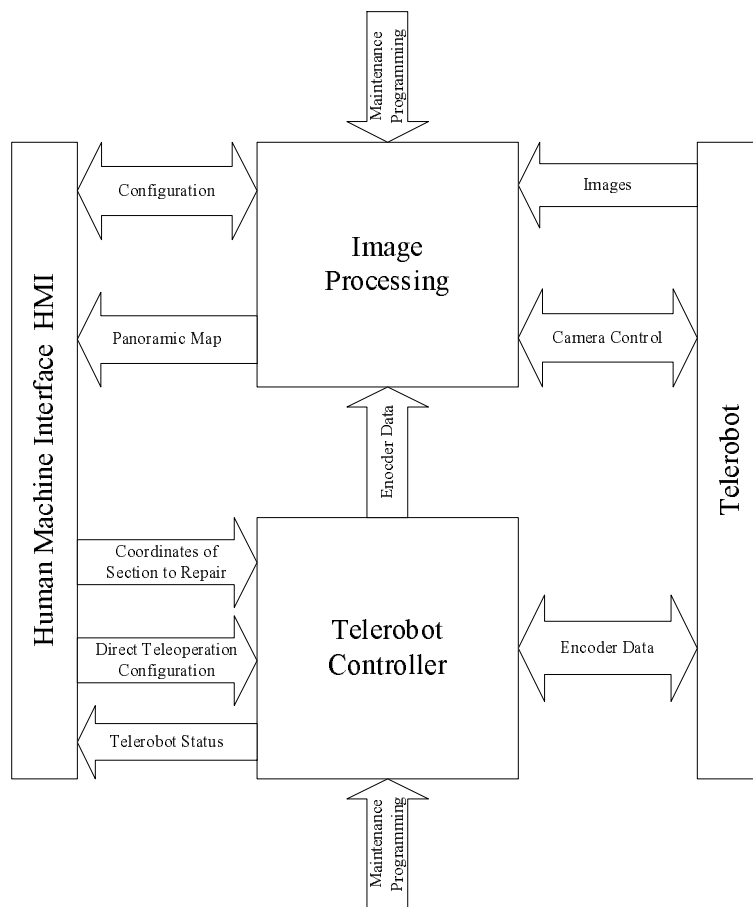 Maintenance
Programming
Human Machine Interface HMI
Configuration
Image
Processing
Images
Panoramic Map
Camera Control
Telerobot
Enocder Data
Coordinates of
Section to Repair
Telerobot
Controller
Direct Teleoperation
Configuration
Encoder Data
Telerobot Status
Maintenance
Programming